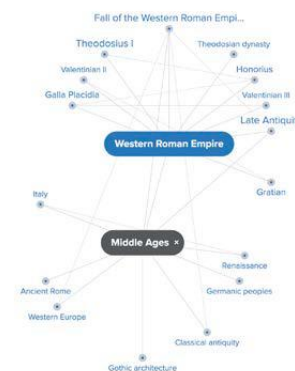 Fall of the Western Roman Empi...
Theodosius I
Theodosian dynasty
Valentinian II
Honorius
Galla Placidia
Valentinian III
Late Antiquit
Western Roman Empire
Gratian
Italy
Middle Ages ×
Renaissance
Ancient Rome
Germanic peoples
Western Europe
Classical antiquity
Gothic architecture